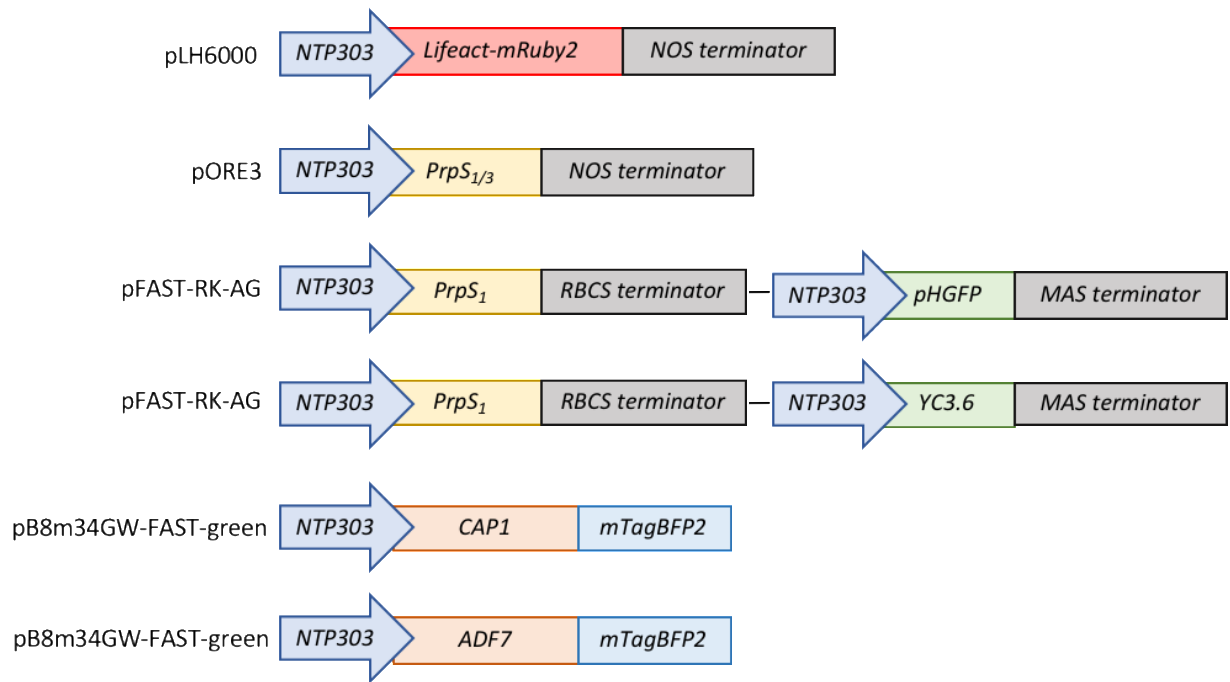 pLH6000 NTP303 Lifeact-mRuby2 NOS terminator
pORE3 NTP303 PrpS1/3 NOS terminator
pFAST-RK-AG NTP303 PrpS1 RBCS terminator NTP303 pHGFP MAS terminator
pFAST-RK-AG NTP303 PrpS1 RBCS terminator NTP303 YC3.6 MAS terminator
pB8m34GW-FAST-green NTP303 CAP1 mTagBFP2
pB8m34GW-FAST-green NTP303 ADF7 mTagBFP2